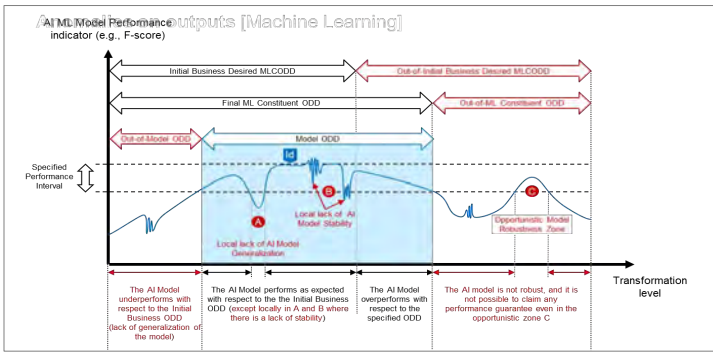 Anomalies on outputs [Machine Learning]
AI ML Model Performance
indicator (e.g., F-score)
Initial Business Desired MLCODD
Out-of-Initial Business Desired MLCODD
Final ML Constituent ODD
Out-of-ML Constituent ODD
Out-of-Model ODD
Model ODD
Id
Specified
Performance
Interval
A
B
C
Local lack of AI
Model Stability
Local lack of AI Model
Generalization
Opportunistic Model
Robustness Zone
Transformation
level
The AI Model
underperforms with
respect to the Initial
Business ODD
(lack of generalization of
the model)
The AI Model performs as expected
with respect to the the Initial Business
ODD (except locally in A and B where
there is a lack of stability)
The AI Model
overperforms with
respect to the
specified ODD
The AI model is not robust, and it is
not possible to claim any
performance guarantee even in the
opportunistic zone C